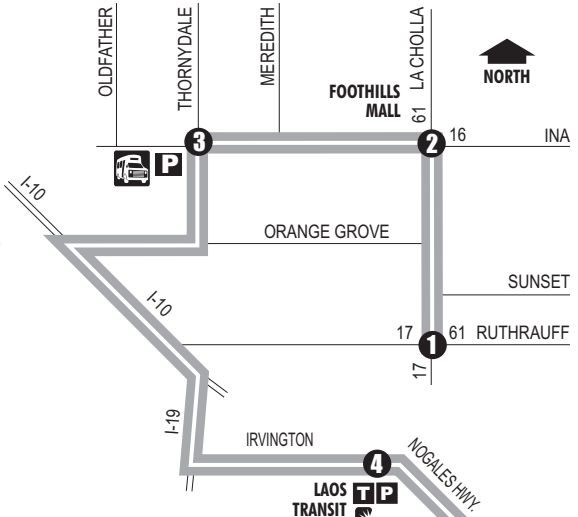 OLDFATHER
THORNYDALE
MEREDITH
LA CHOLLA
NORTH
FOOTHILLS
MALL
61
3
2
16
INA
P
I-10
ORANGE GROVE
SUNSET
I-10
17
1
61
RUTHRAUFF
17
I-19
IRVINGTON
4
NOGALES HWY.
LAOS
T
P
TRANSIT